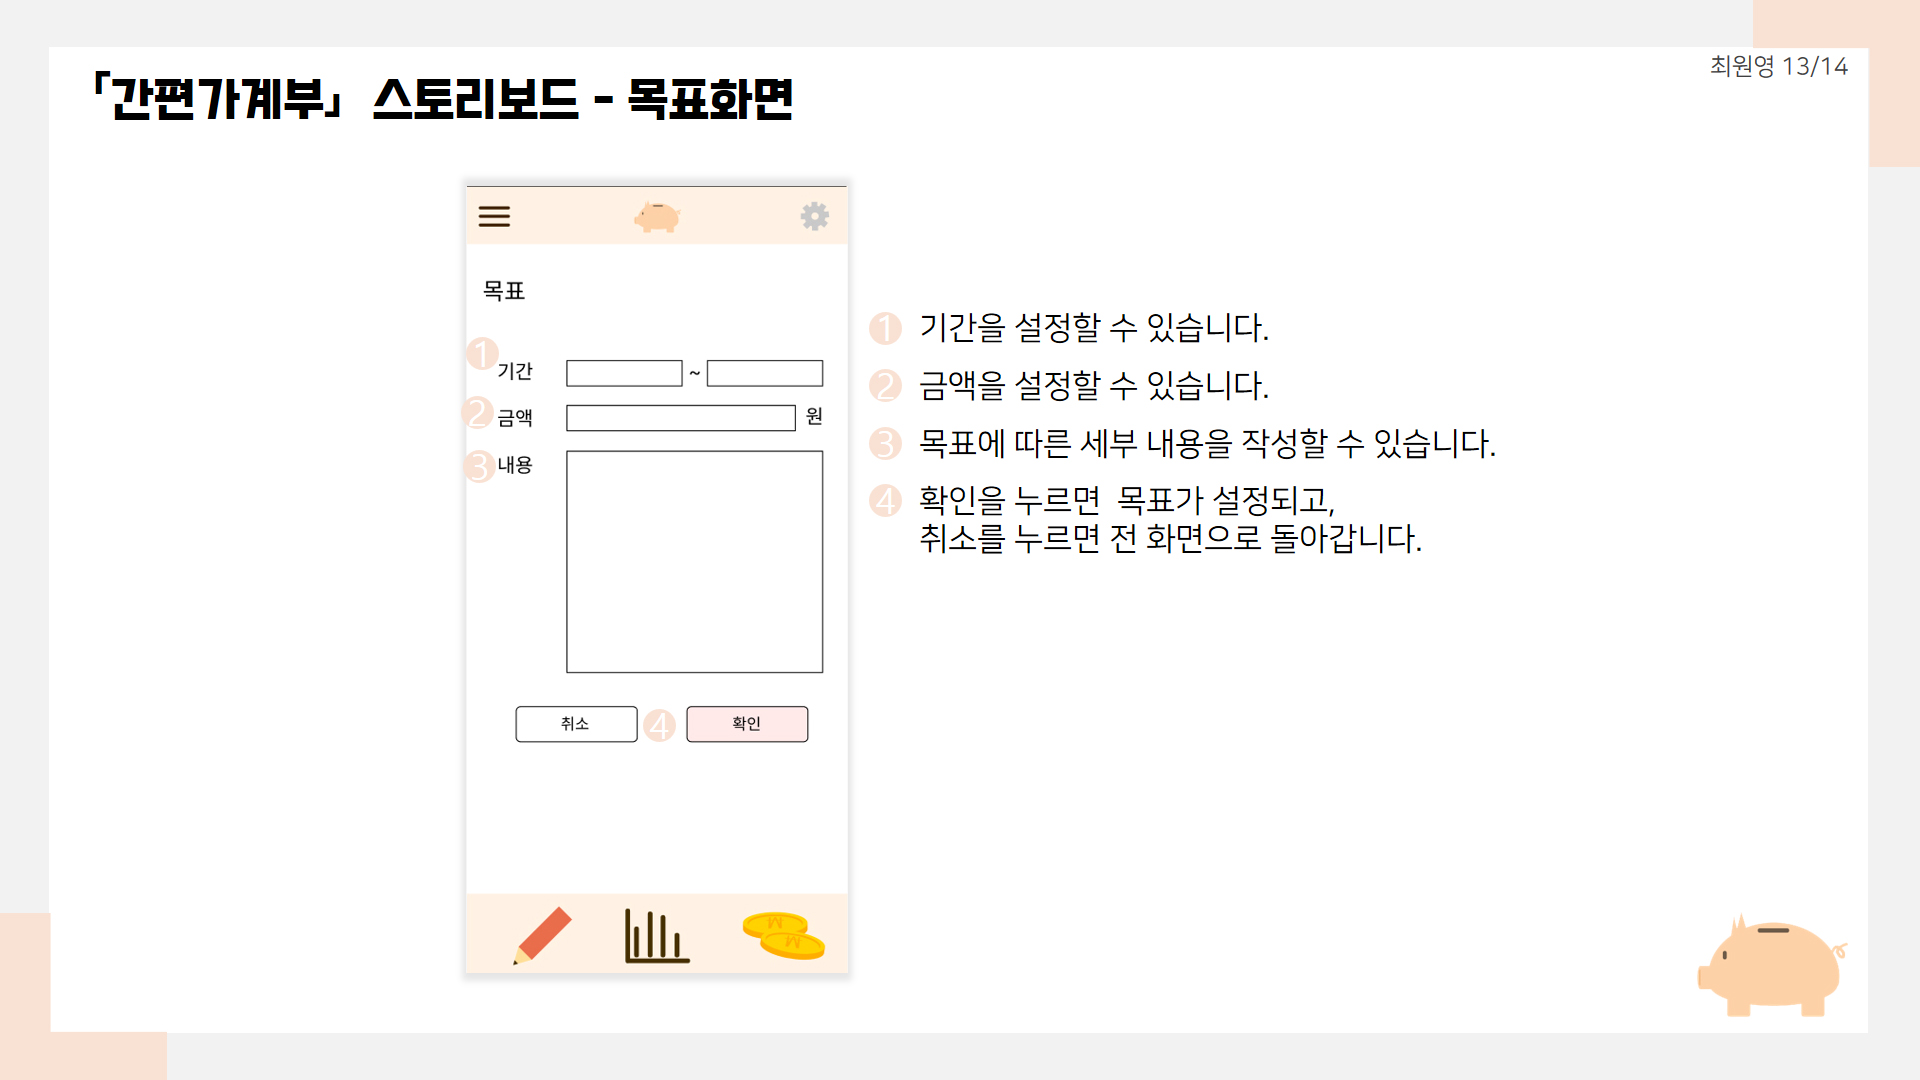 최원영 13/14
「간편가계부」 스토리보드 - 목표화면
목표
1
기간 ~
2 금액 원
3 내용
취소 4 확인
1 기간을 설정할 수 있습니다.
2 금액을 설정할 수 있습니다.
3 목표에 따른 세부 내용을 작성할 수 있습니다.
4 확인을 누르면 목표가 설정되고,
취소를 누르면 전 화면으로 돌아갑니다.
M
M